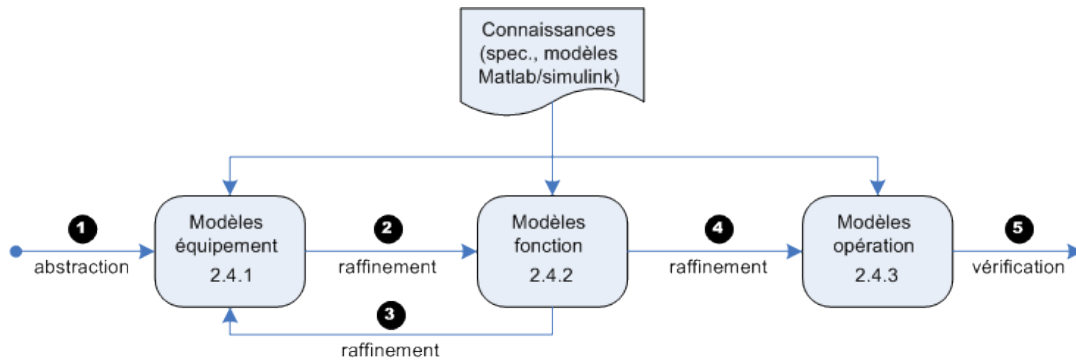 Connaissances
(spec., modèles
Matlab/simulink)
1
abstraction
Modèles
équipement
2.4.1
2
raffinement
Modèles
fonction
2.4.2
3
raffinement
4
raffinement
Modèles
opération
2.4.3
5
vérification